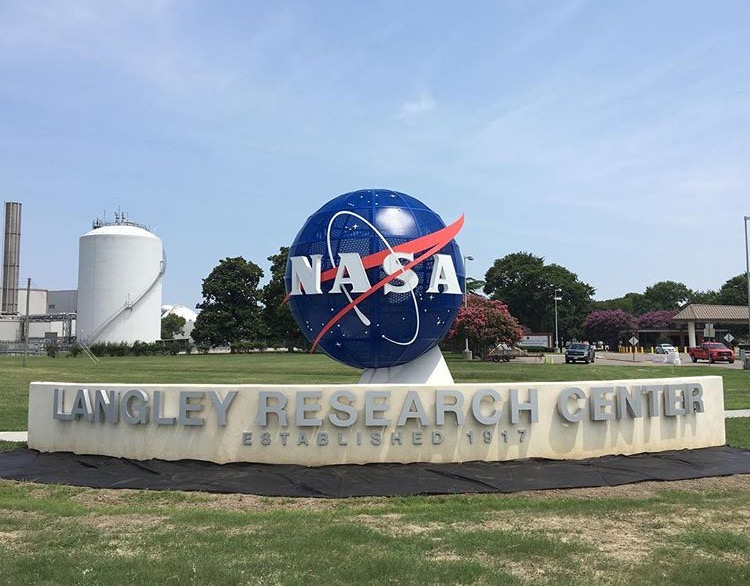 NASA
LANGLEY RESEARCH CENTER
ESTABLISHED 1917